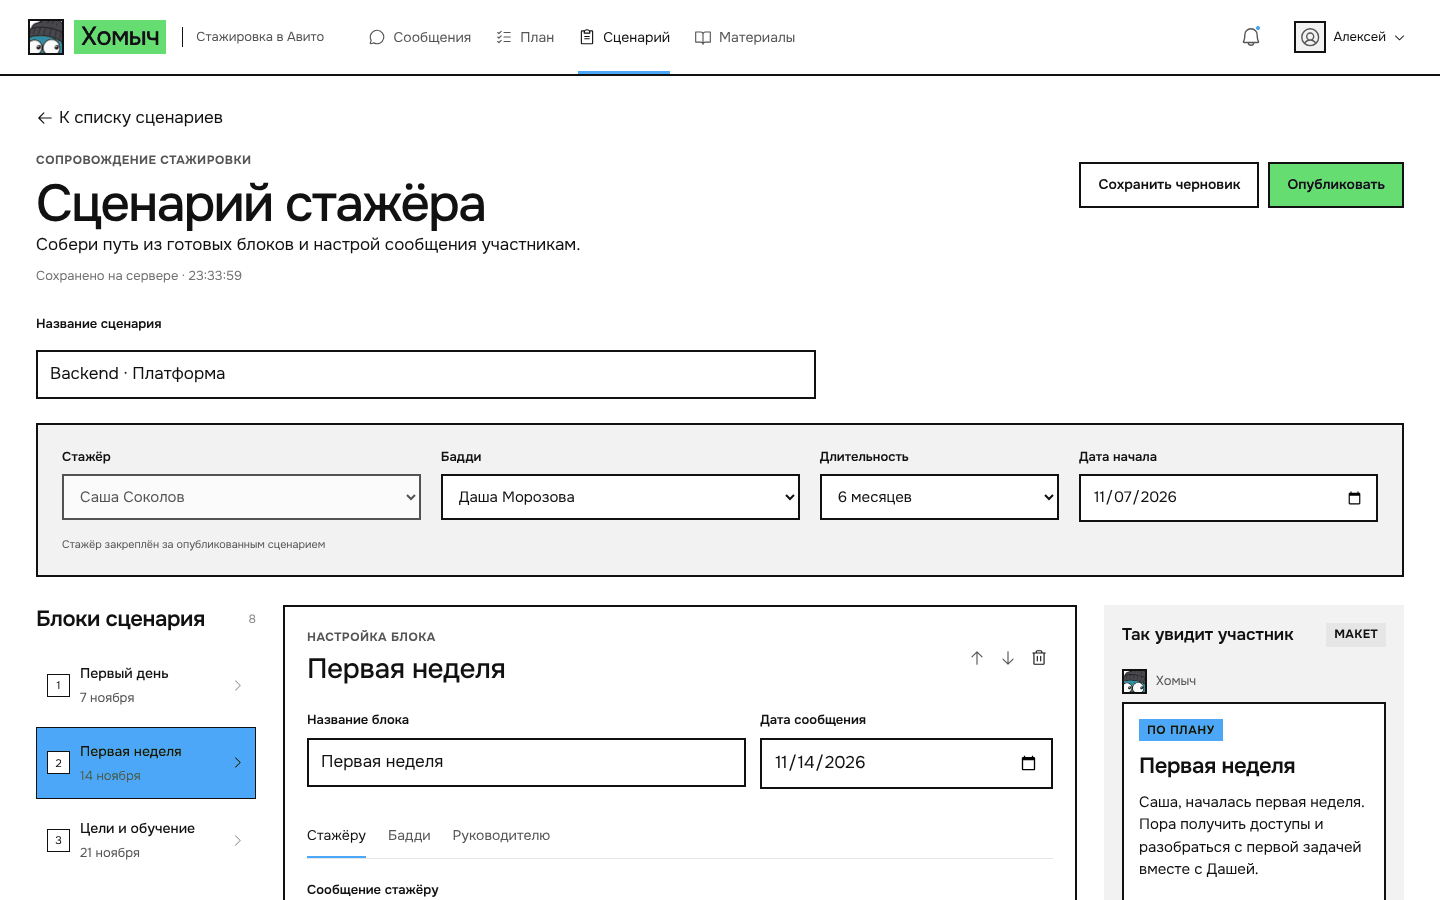 Хомыч
Стажировка в Авито
Сообщения
План
Сценарий
Материалы
Алексей
К списку сценариев
СОПРОВОЖДЕНИЕ СТАЖИРОВКИ
Сценарий стажёра
Собери путь из готовых блоков и настрой сообщения участникам.
Сохранено на сервере · 23:33:59
Сохранить черновик
Опубликовать
Название сценария
Backend · Платформа
Стажёр
Бадди
Длительность
Дата начала
Саша Соколов
Даша Морозова
6 месяцев
11/07/2026
Стажёр закреплён за опубликованным сценарием
Блоки сценария
8
1
Первый день
7 ноября
2
Первая неделя
14 ноября
3
Цели и обучение
21 ноября
НАСТРОЙКА БЛОКА
Первая неделя
Название блока
Дата сообщения
Первая неделя
11/14/2026
Стажёру
Бадди
Руководителю
Сообщение стажёру
Так увидит участник
МАКЕТ
Хомыч
ПО ПЛАНУ
Первая неделя
Саша, началась первая неделя.
Пора получить доступы и
разобраться с первой задачей
вместе с Дашей.